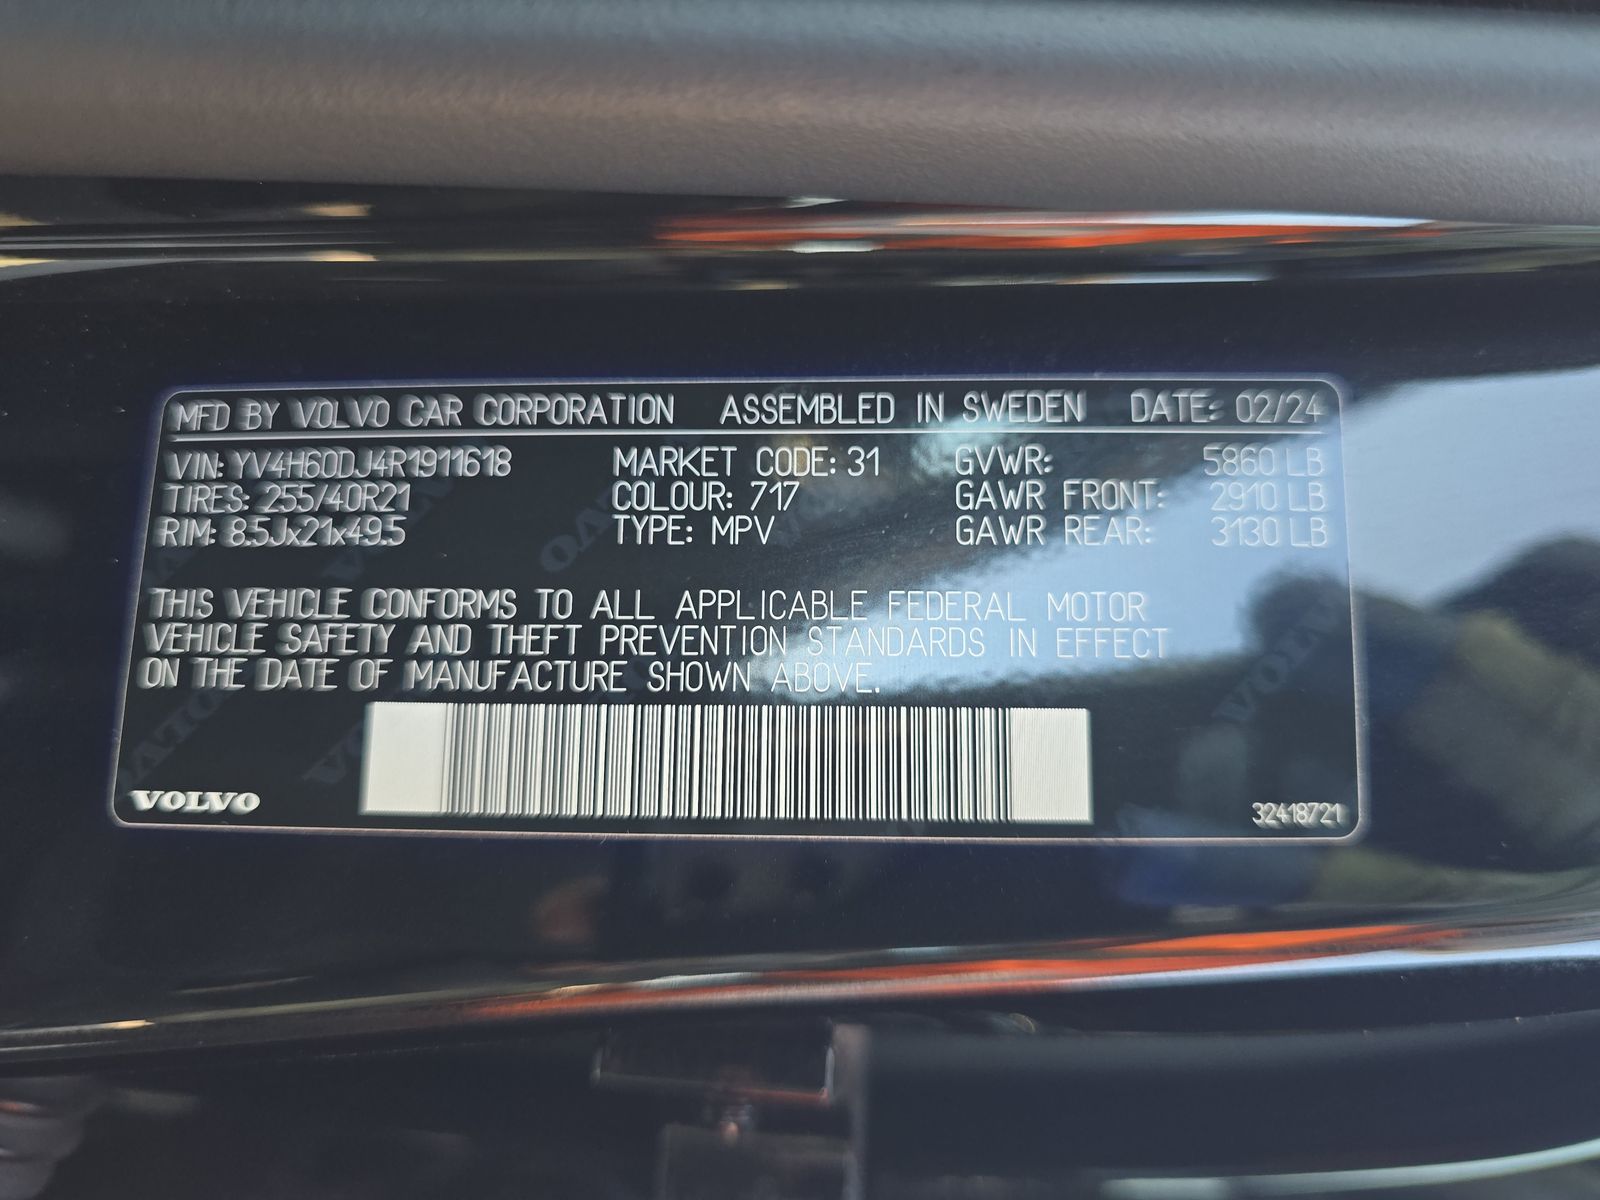 MFD BY VOLVO CAR CORPORATION ASSEMBLED IN SWEDEN DATE: 02/24
VIN: YV4H60DJ4R1911618 MARKET CODE: 31 GVWR: 5860 LB
TIRES: 255/40R21 COLOUR: 717 GAWR FRONT: 2910 LB
RIM: 8.5Jx21x49.5 TYPE: MPV GAWR REAR: 3130 LB
THIS VEHICLE CONFORMS TO ALL APPLICABLE FEDERAL MOTOR
VEHICLE SAFETY AND THEFT PREVENTION STANDARDS IN EFFECT
ON THE DATE OF MANUFACTURE SHOWN ABOVE.
VOLVO 32418721